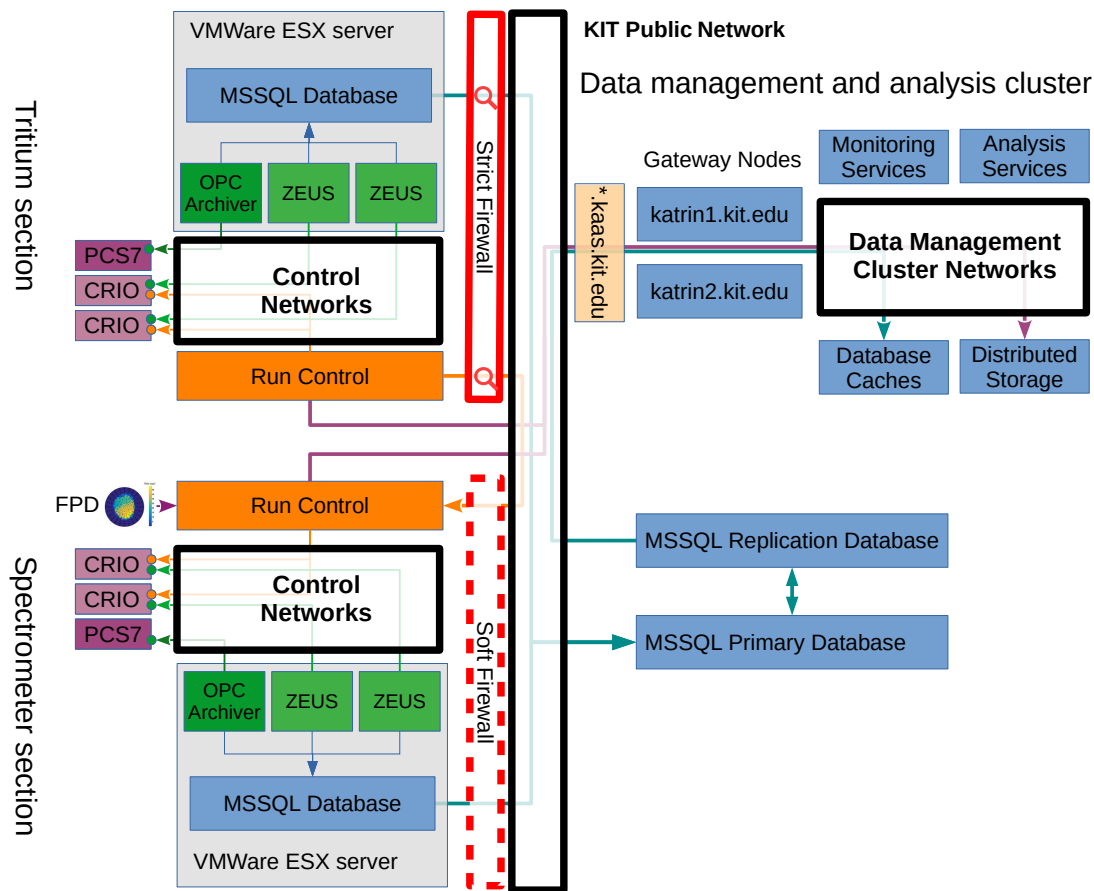 VMWare ESX server
MSSQL Database
OPC
Archiver
ZEUS
ZEUS
Tritium section
PCS7
CRIO
CRIO
Control
Networks
Run Control
Strict Firewall
KIT Public Network
Data management and analysis cluster
Gateway Nodes
*.kaas.kit.edu
katrin1.kit.edu
katrin2.kit.edu
Monitoring
Services
Analysis
Services
Data Management
Cluster Networks
Database
Caches
Distributed
Storage
FPD
Run Control
Spectrometer section
CRIO
CRIO
PCS7
Control
Networks
OPC
Archiver
ZEUS
ZEUS
MSSQL Database
VMWare ESX server
Soft Firewall
MSSQL Replication Database
MSSQL Primary Database